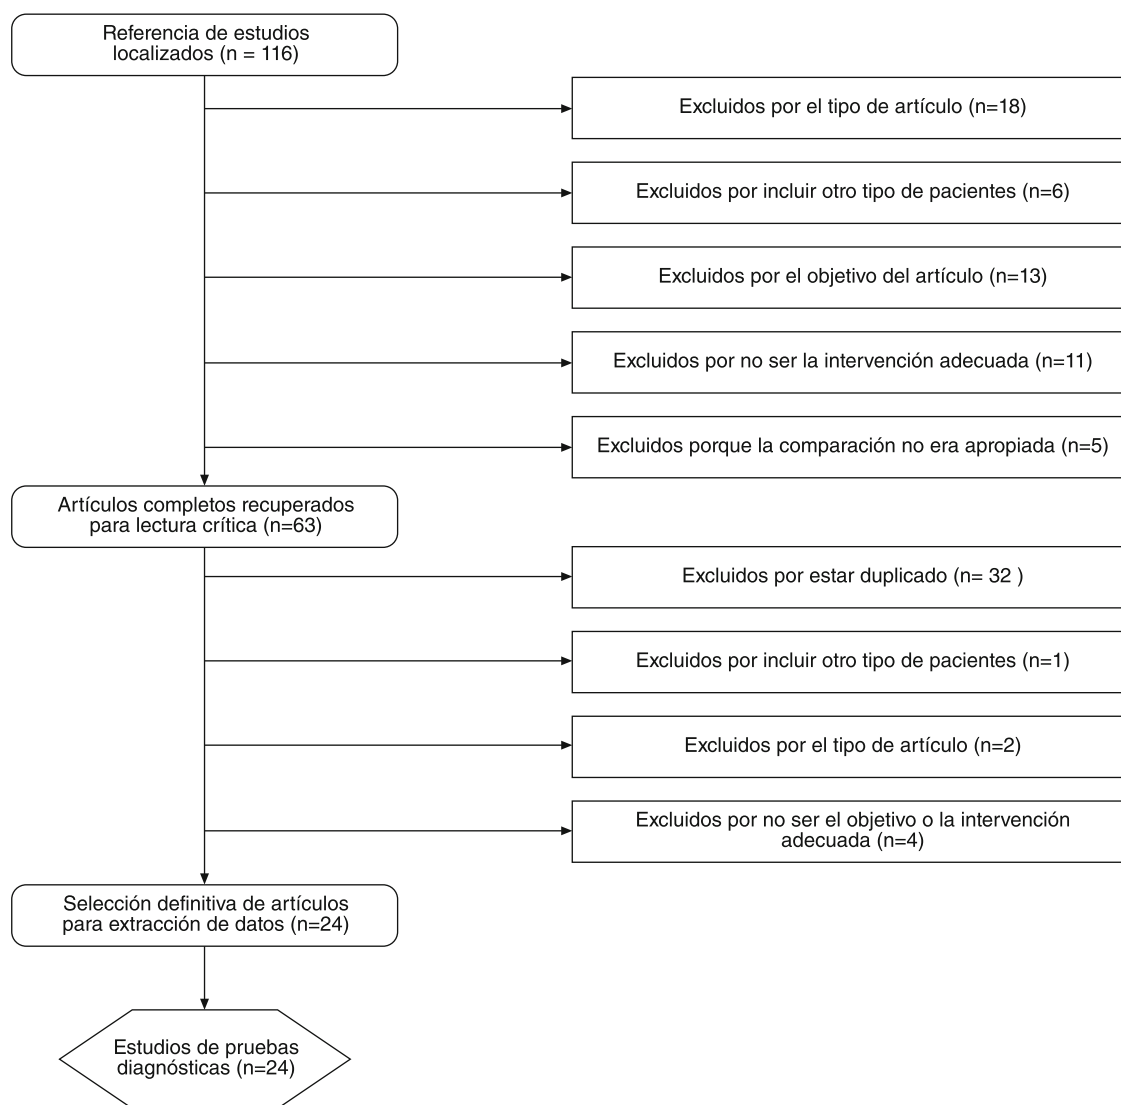 Referencia de estudios
localizados (n = 116)
Excluidos por el tipo de artículo (n=18)
Excluidos por incluir otro tipo de pacientes (n=6)
Excluidos por el objetivo del artículo (n=13)
Excluidos por no ser la intervención adecuada (n=11)
Excluidos porque la comparación no era apropiada (n=5)
Artículos completos recuperados
para lectura crítica (n=63)
Excluidos por estar duplicado (n= 32 )
Excluidos por incluir otro tipo de pacientes (n=1)
Excluidos por el tipo de artículo (n=2)
Excluidos por no ser el objetivo o la intervención
adecuada (n=4)
Selección definitiva de artículos
para extracción de datos (n=24)
Estudios de pruebas
diagnósticas (n=24)